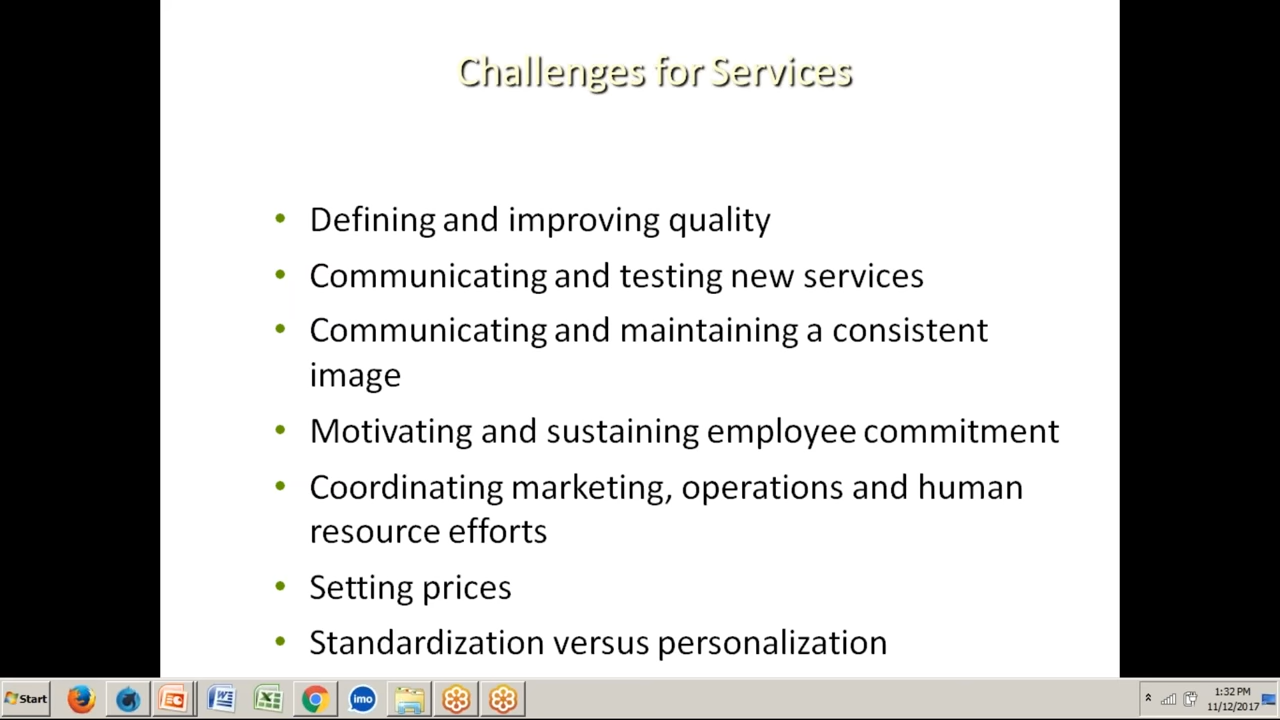 Challenges for Services
• Defining and improving quality
• Communicating and testing new services
• Communicating and maintaining a consistent
image
• Motivating and sustaining employee commitment
• Coordinating marketing, operations and human
resource efforts
• Setting prices
• Standardization versus personalization
Start
imo
1:32 PM
11/12/2017